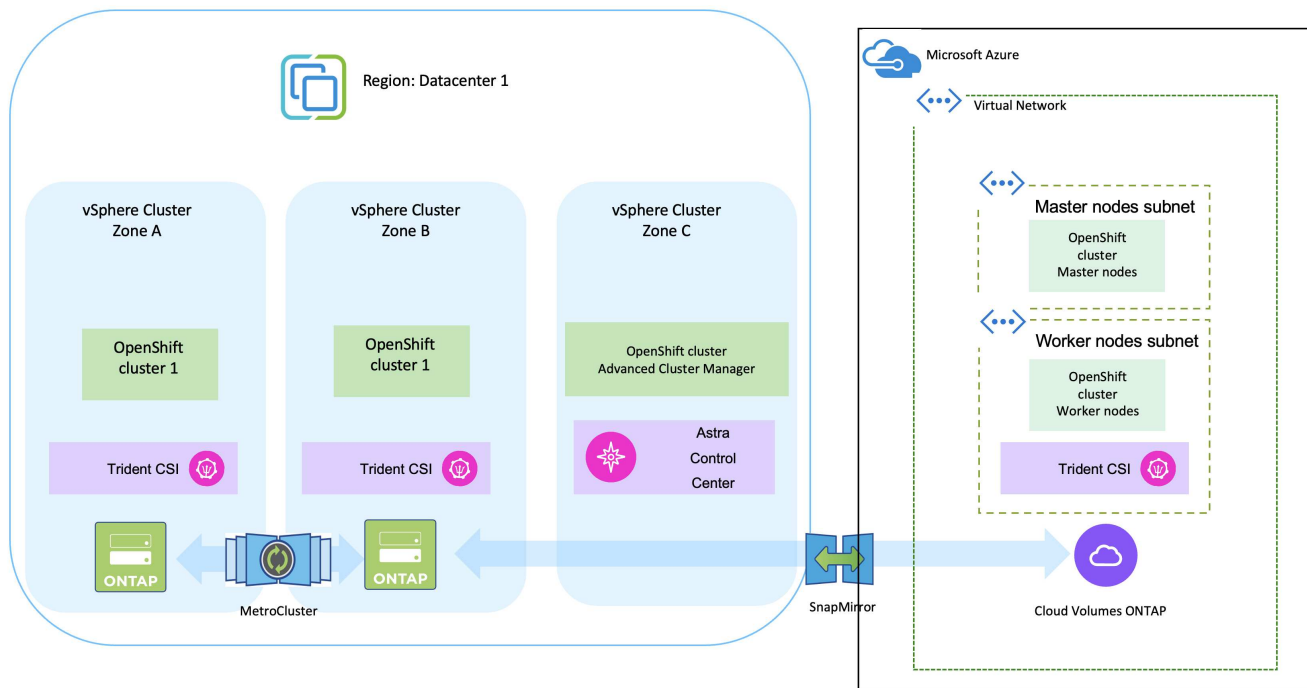 Region: Datacenter 1
vSphere Cluster
Zone A
OpenShift
cluster 1
Trident CSI
ONTAP
MetroCluster
vSphere Cluster
Zone B
OpenShift
cluster 1
Trident CSI
ONTAP
vSphere Cluster
Zone C
OpenShift cluster
Advanced Cluster Manager
Astra
Control
Center
SnapMirror
Microsoft Azure
Virtual Network
Master nodes subnet
OpenShift
cluster
Master nodes
Worker nodes subnet
OpenShift
cluster
Worker nodes
Trident CSI
Cloud Volumes ONTAP